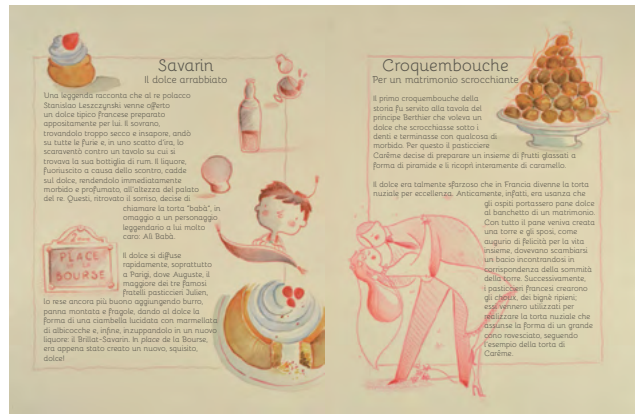 Savarin
Il dolce arrabbiato
Una leggenda racconta che al re polacco
Stanislao Leszczynski venne offerto
un dolce tipico francese preparato
appositamente per lui. Il sovrano,
trovandolo troppo secco e insapore, andò
su tutte le furie e, in uno scatto d'ira, lo
scaraventò contro un tavolo su cui si
trovava la sua bottiglia di rum. Il liquore,
fuoriuscito a causa dello scontro, cadde
sul dolce, rendendolo immediatamente
morbido e profumato, all'altezza del palato
del re. Questi, ritrovato il sorriso, decise di
chiamare la torta "babà", in
omaggio a un personaggio
leggendario a lui molto
caro: Alì Babà.
Il dolce si diffuse
rapidamente, soprattutto
a Parigi, dove Auguste, il
maggiore dei tre famosi
fratelli pasticcieri Julien,
lo rese ancora più buono aggiungendo burro,
panna montata e fragole, dando al dolce la
forma di una ciambella lucidata con marmellata
di albicocche e, infine, inzuppandolo in un nuovo
liquore: il Brillat-Savarin. In place de la Bourse,
era appena stato creato un nuovo, squisito,
dolce!
PLACE
DE LA
BOURSE
Croquembouche
Per un matrimonio scrocchiante
Il primo croquembouche della
storia fu servito alla tavola del
principe Berthier che voleva un
dolce che scrocchiasse sotto i
denti e terminasse con qualcosa di
morbido. Per questo il pasticciere
Carême decise di preparare un insieme di frutti glassati a
forma di piramide e li ricoprì interamente di caramello.
Il dolce era talmente sfarzoso che in Francia divenne la torta
nuziale per eccellenza. Anticamente, infatti, era usanza che
gli ospiti portassero pane dolce
al banchetto di un matrimonio.
Con tutto il pane veniva creata
una torre e gli sposi, come
augurio di felicità per la vita
insieme, dovevano scambiarsi
un bacio incontrandosi in
corrispondenza della sommità
della torre. Successivamente,
i pasticcieri francesi crearono
gli choux, dei bignè ripieni;
essi vennero utilizzati per
realizzare la torta nuziale che
assunse la forma di un grande
cono rovesciato, seguendo
l'esempio della torta di
Carême.